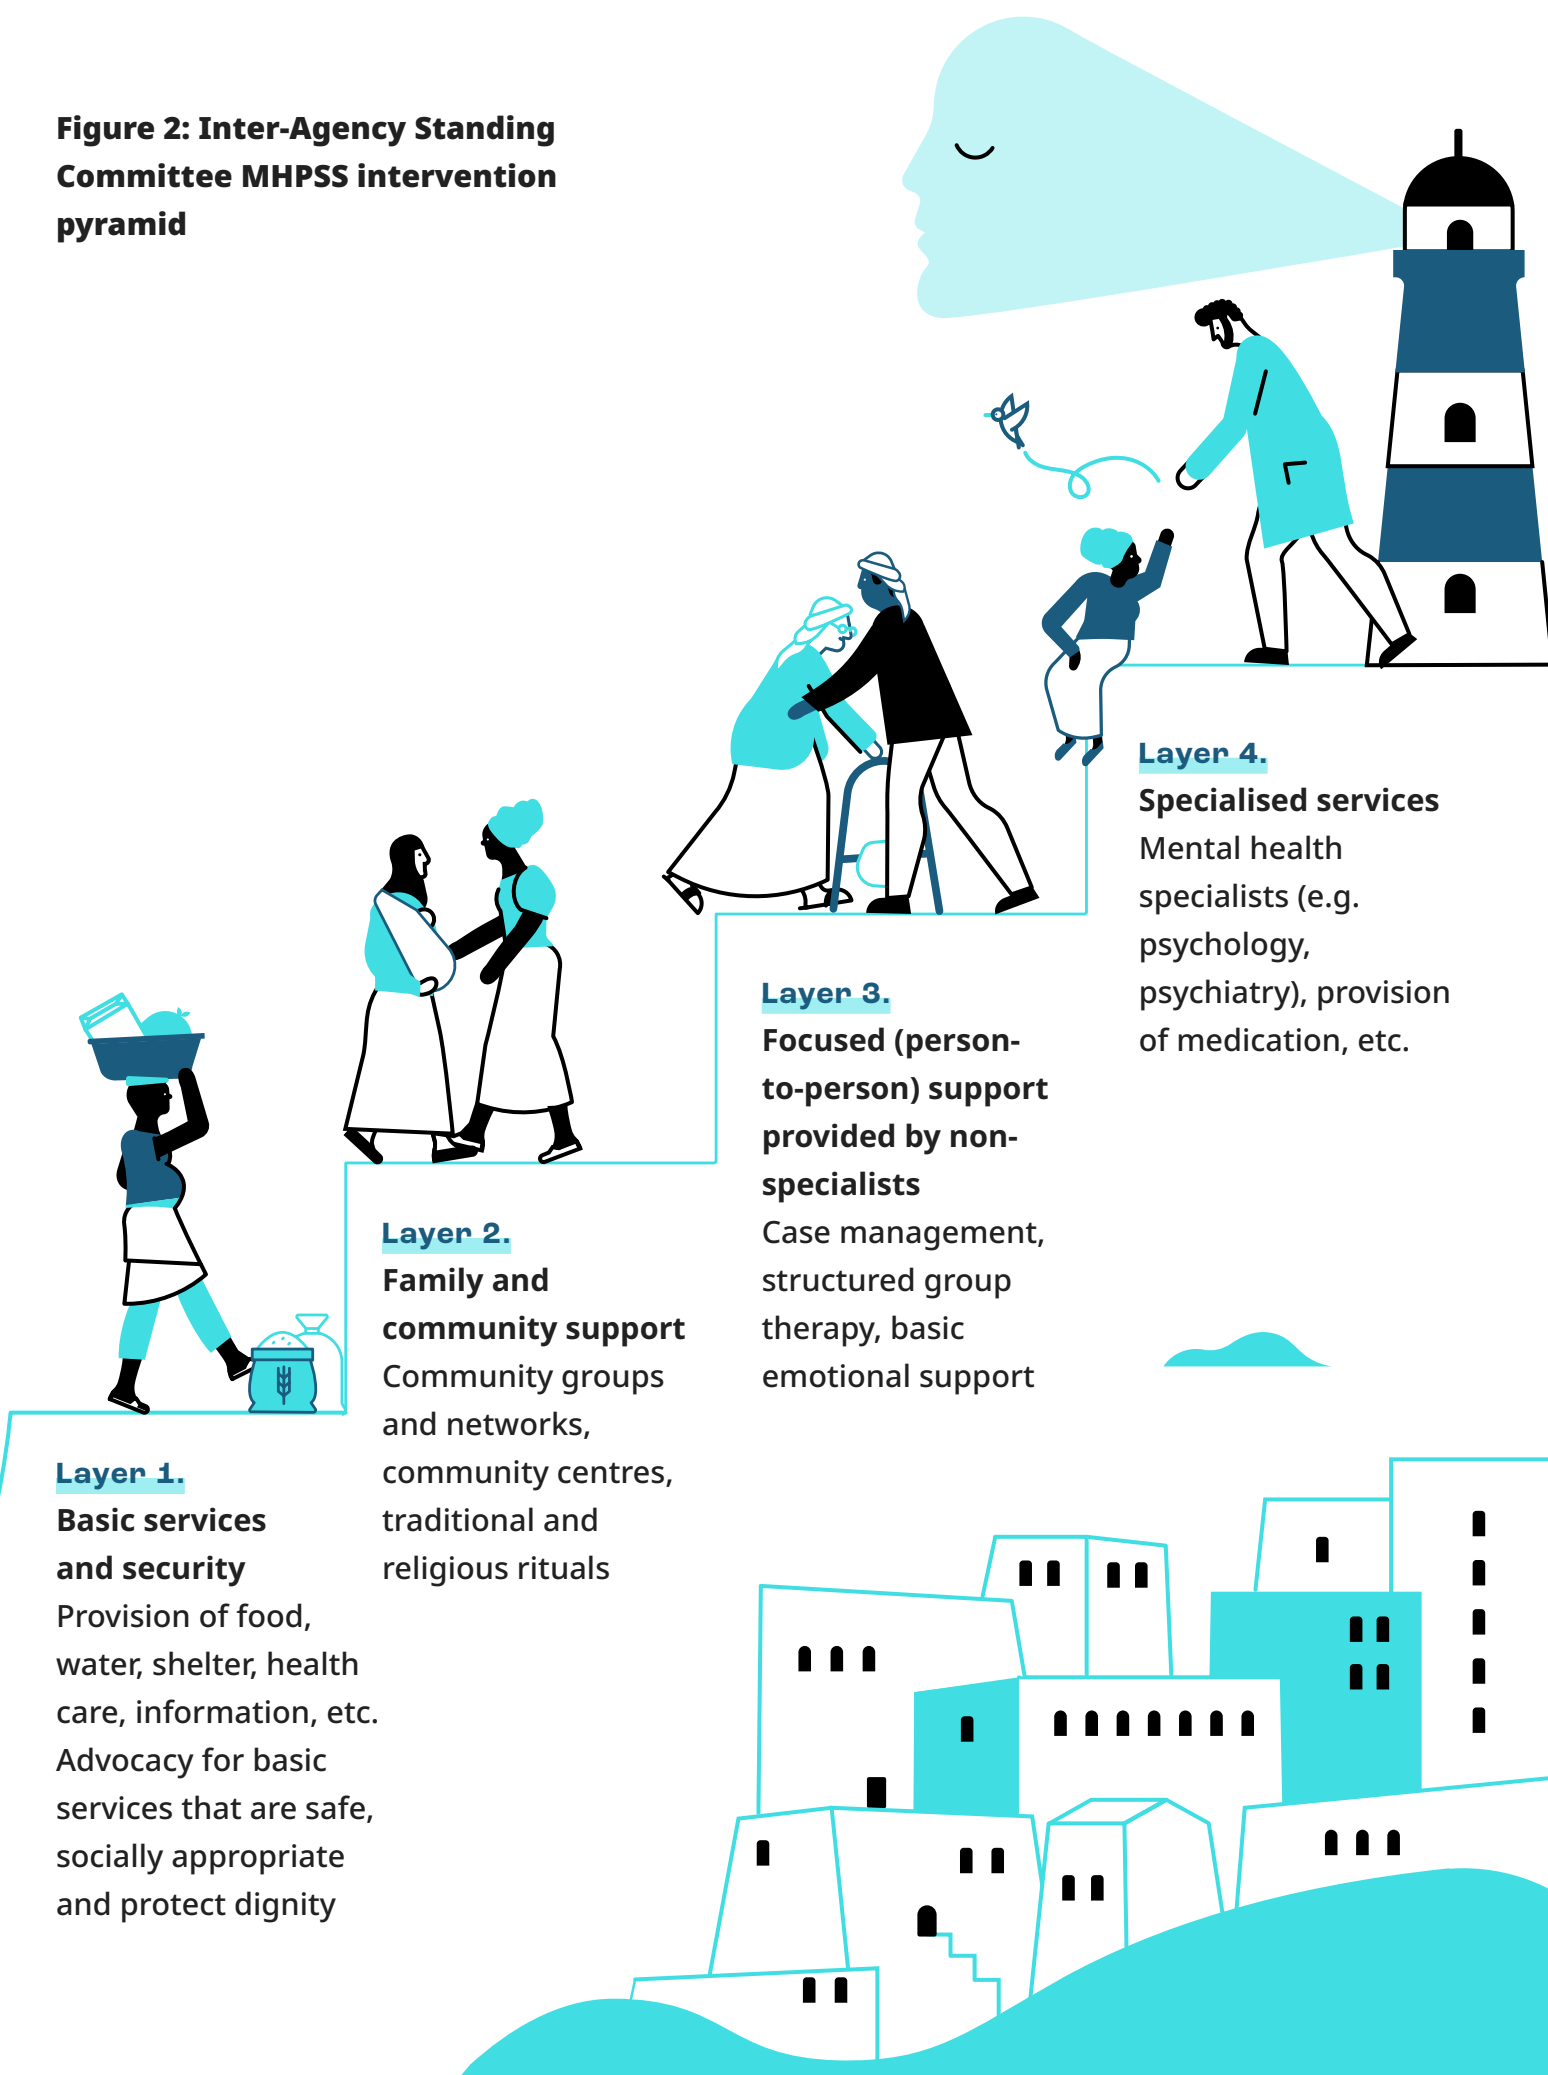 Figure 2: Inter-Agency Standing
Committee MHPSS intervention
pyramid
Layer 1.
Basic services
and security
Provision of food,
water, shelter, health
care, information, etc.
Advocacy for basic
services that are safe,
socially appropriate
and protect dignity
Layer 2.
Family and
community support
Community groups
and networks,
community centres,
traditional and
religious rituals
Layer 3.
Focused (person-
to-person) support
provided by non-
specialists
Case management,
structured group
therapy, basic
emotional support
Layer 4.
Specialised services
Mental health
specialists (e.g.
psychology,
psychiatry), provision
of medication, etc.